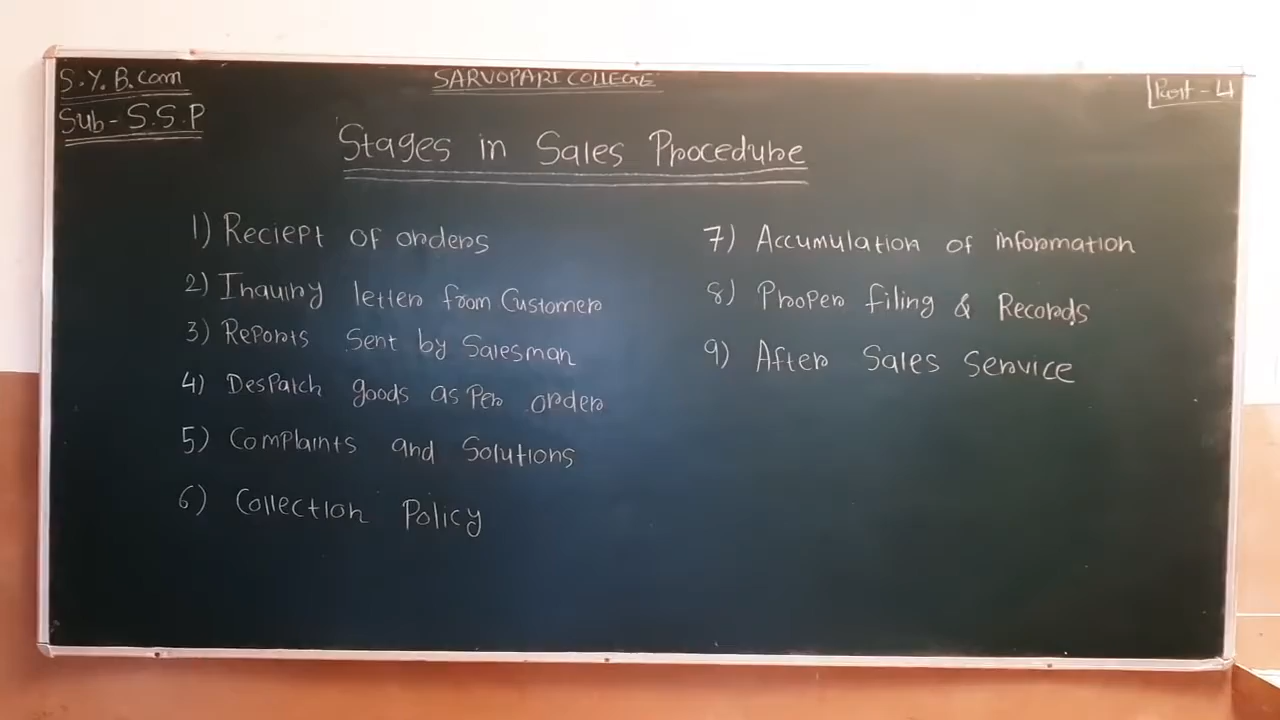 S.Y.B.com
SARVOPARI COLLEGE
Part-4
Sub- S.S.P
Stages in Sales Procedure
1) Reciept of orders
2) Inquiry letter from Customer
3) Reports Sent by Salesman
4) Despatch goods as Per order
5) Complaints and Solutions
6) Collection Policy
7) Accumulation of information
8) Proper filing & Records
9) After Sales Service